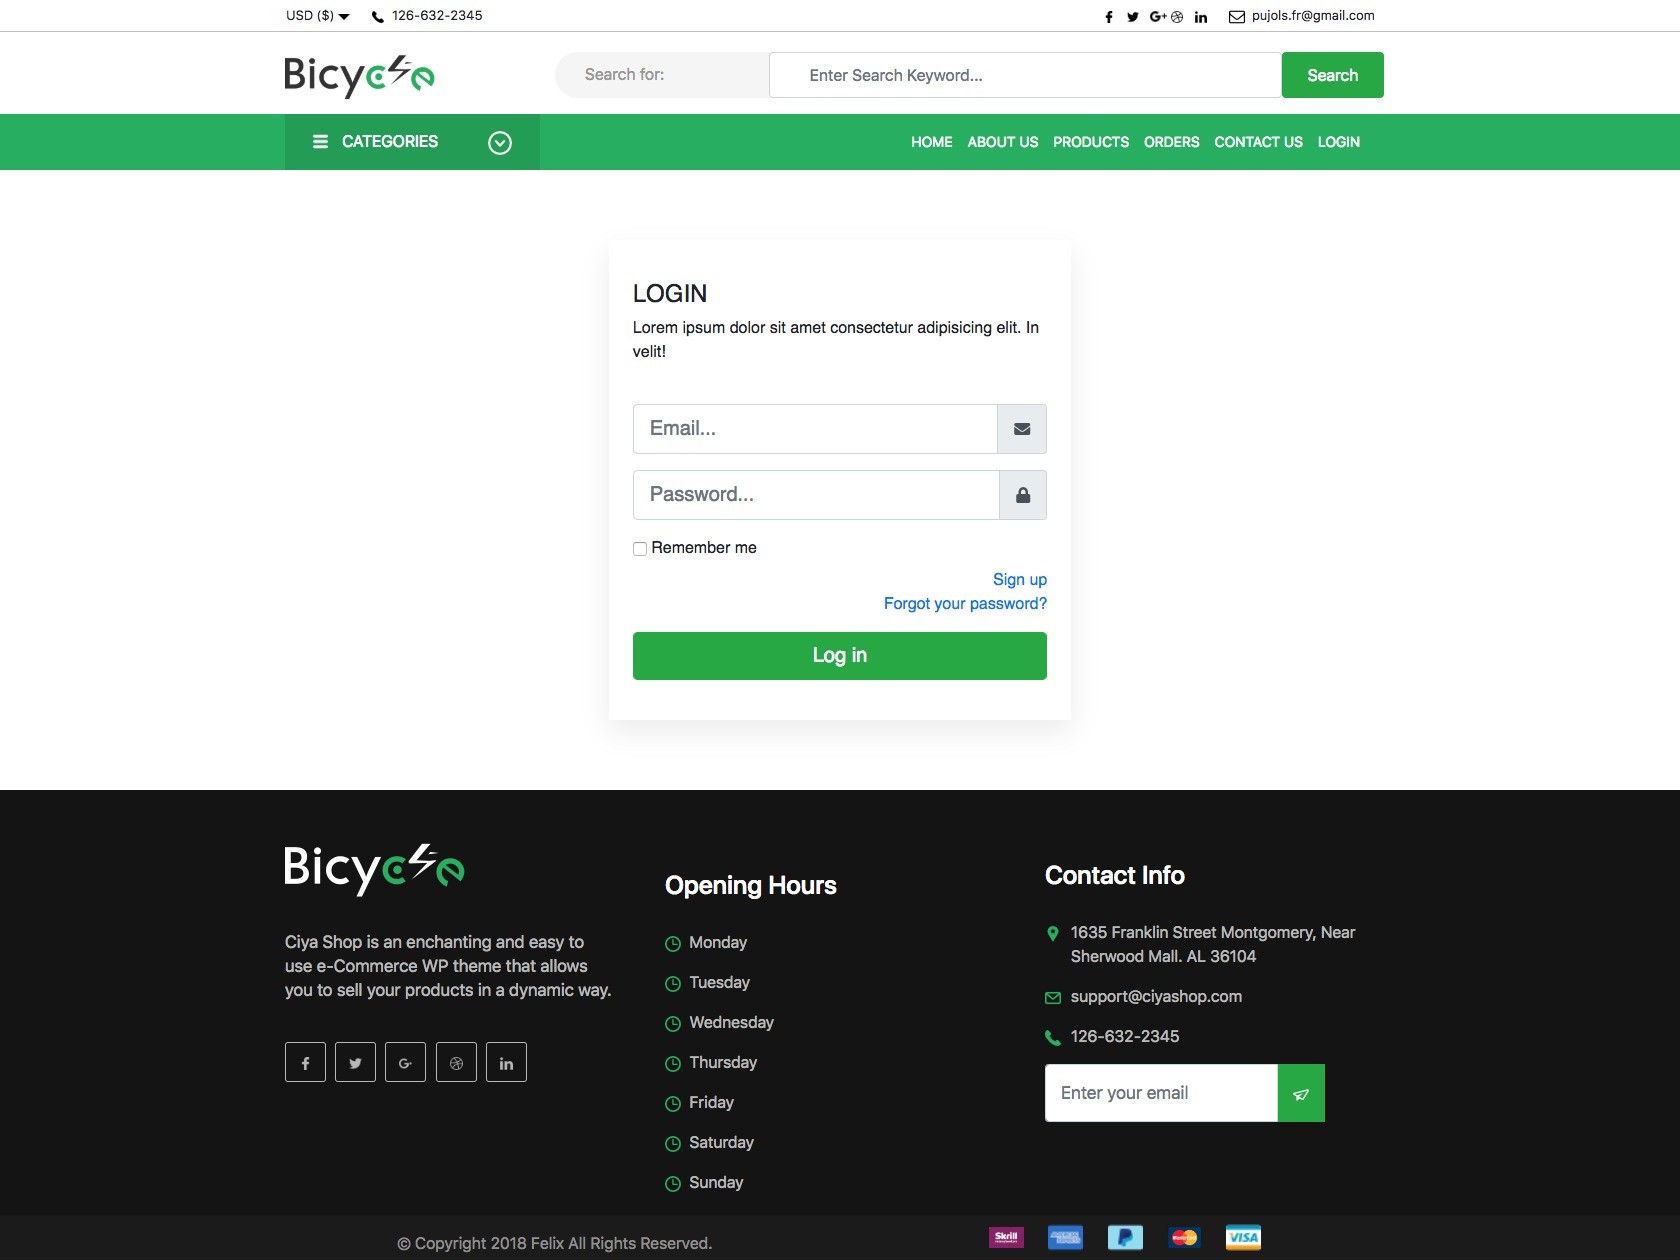 USD ($)
126-632-2345
pujols.fr@gmail.com
Bicycle
Search for:
Enter Search Keyword...
Search
CATEGORIES
HOME
ABOUT US
PRODUCTS
ORDERS
CONTACT US
LOGIN
LOGIN
Lorem ipsum dolor sit amet consectetur adipisicing elit. In
velit!
Email...
Password...
Remember me
Sign up
Forgot your password?
Log in
Bicycle
Ciya Shop is an enchanting and easy to
use e-Commerce WP theme that allows
you to sell your products in a dynamic way.
Opening Hours
Monday
Tuesday
Wednesday
Thursday
Friday
Saturday
Sunday
Contact Info
1635 Franklin Street Montgomery, Near
Sherwood Mall. AL 36104
support@ciyashop.com
126-632-2345
Enter your email
© Copyright 2018 Felix All Rights Reserved.
Skrill
MasterCard
VISA